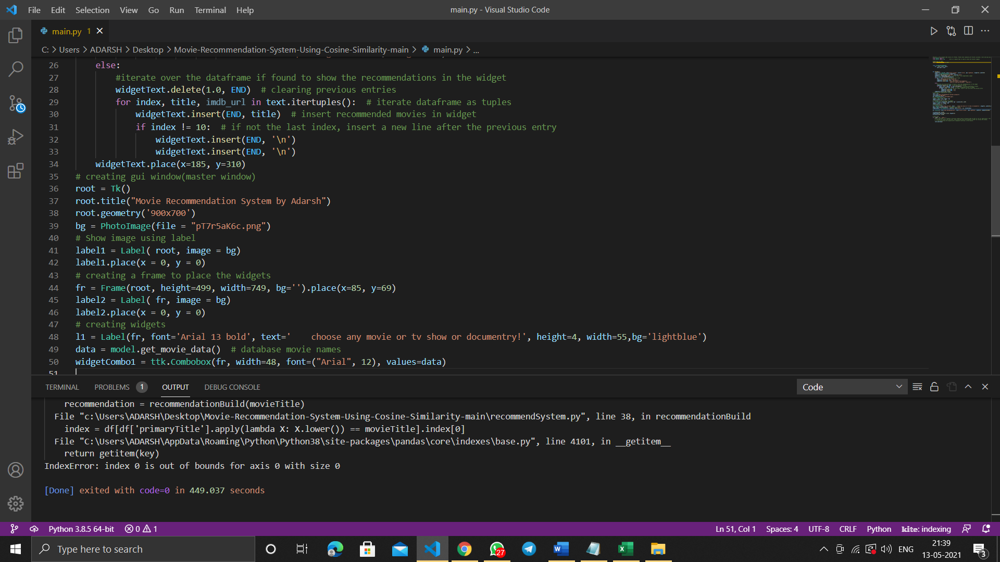 File Edit Selection View Go Run Terminal Help
main.py - Visual Studio Code
main.py 1
C: > Users > ADARSH > Desktop > Movie-Recommendation-System-Using-Cosine-Similarity-main > main.py > ...
26 else:
27 #iterate over the dataframe if found to show the recommendations in the widget
28 widgetText.delete(1.0, END)  # clearing previous entries
29 for index, title, imdb_url in text.itertuples():  # iterate dataframe as tuples
30 widgetText.insert(END, title)  # insert recommended movies in widget
31 if index != 10:  # if not the last index, insert a new line after the previous entry
32 widgetText.insert(END, '\n')
33 widgetText.insert(END, '\n')
34 widgetText.place(x=185, y=310)
35 # creating gui window(master window)
36 root = Tk()
37 root.title("Movie Recommendation System by Adarsh")
38 root.geometry('900x700')
39 bg = PhotoImage(file = "pT7r5aK6c.png")
40 # Show image using label
41 label1 = Label( root, image = bg)
42 label1.place(x = 0, y = 0)
43 # creating a frame to place the widgets
44 fr = Frame(root, height=499, width=749, bg='').place(x=85, y=69)
45 label2 = Label( fr, image = bg)
46 label2.place(x = 0, y = 0)
47 # creating widgets
48 l1 = Label(fr, font='Arial 13 bold', text='    choose any movie or tv show or documentry!', height=4, width=55,bg='lightblue')
49 data = model.get_movie_data()  # database movie names
50 widgetCombo1 = ttk.Combobox(fr, width=48, font=("Arial", 12), values=data)
51
TERMINAL PROBLEMS 1 OUTPUT DEBUG CONSOLE
Code
recommendation = recommendationBuild(movieTitle)
File "c:\Users\ADARSH\Desktop\Movie-Recommendation-System-Using-Cosine-Similarity-main\recommendSystem.py", line 38, in recommendationBuild
index = df[df['primaryTitle'].apply(lambda X: X.lower()) == movieTitle].index[0]
File "C:\Users\ADARSH\AppData\Roaming\Python\Python38\site-packages\pandas\core\indexes\base.py", line 4101, in __getitem__
return getitem(key)
IndexError: index 0 is out of bounds for axis 0 with size 0
[Done] exited with code=0 in 449.037 seconds
Python 3.8.5 64-bit 0 1
Ln 51, Col 1 Spaces: 4 UTF-8 CRLF Python kite: indexing
Type here to search
27
ENG
21:39
13-05-2021
3